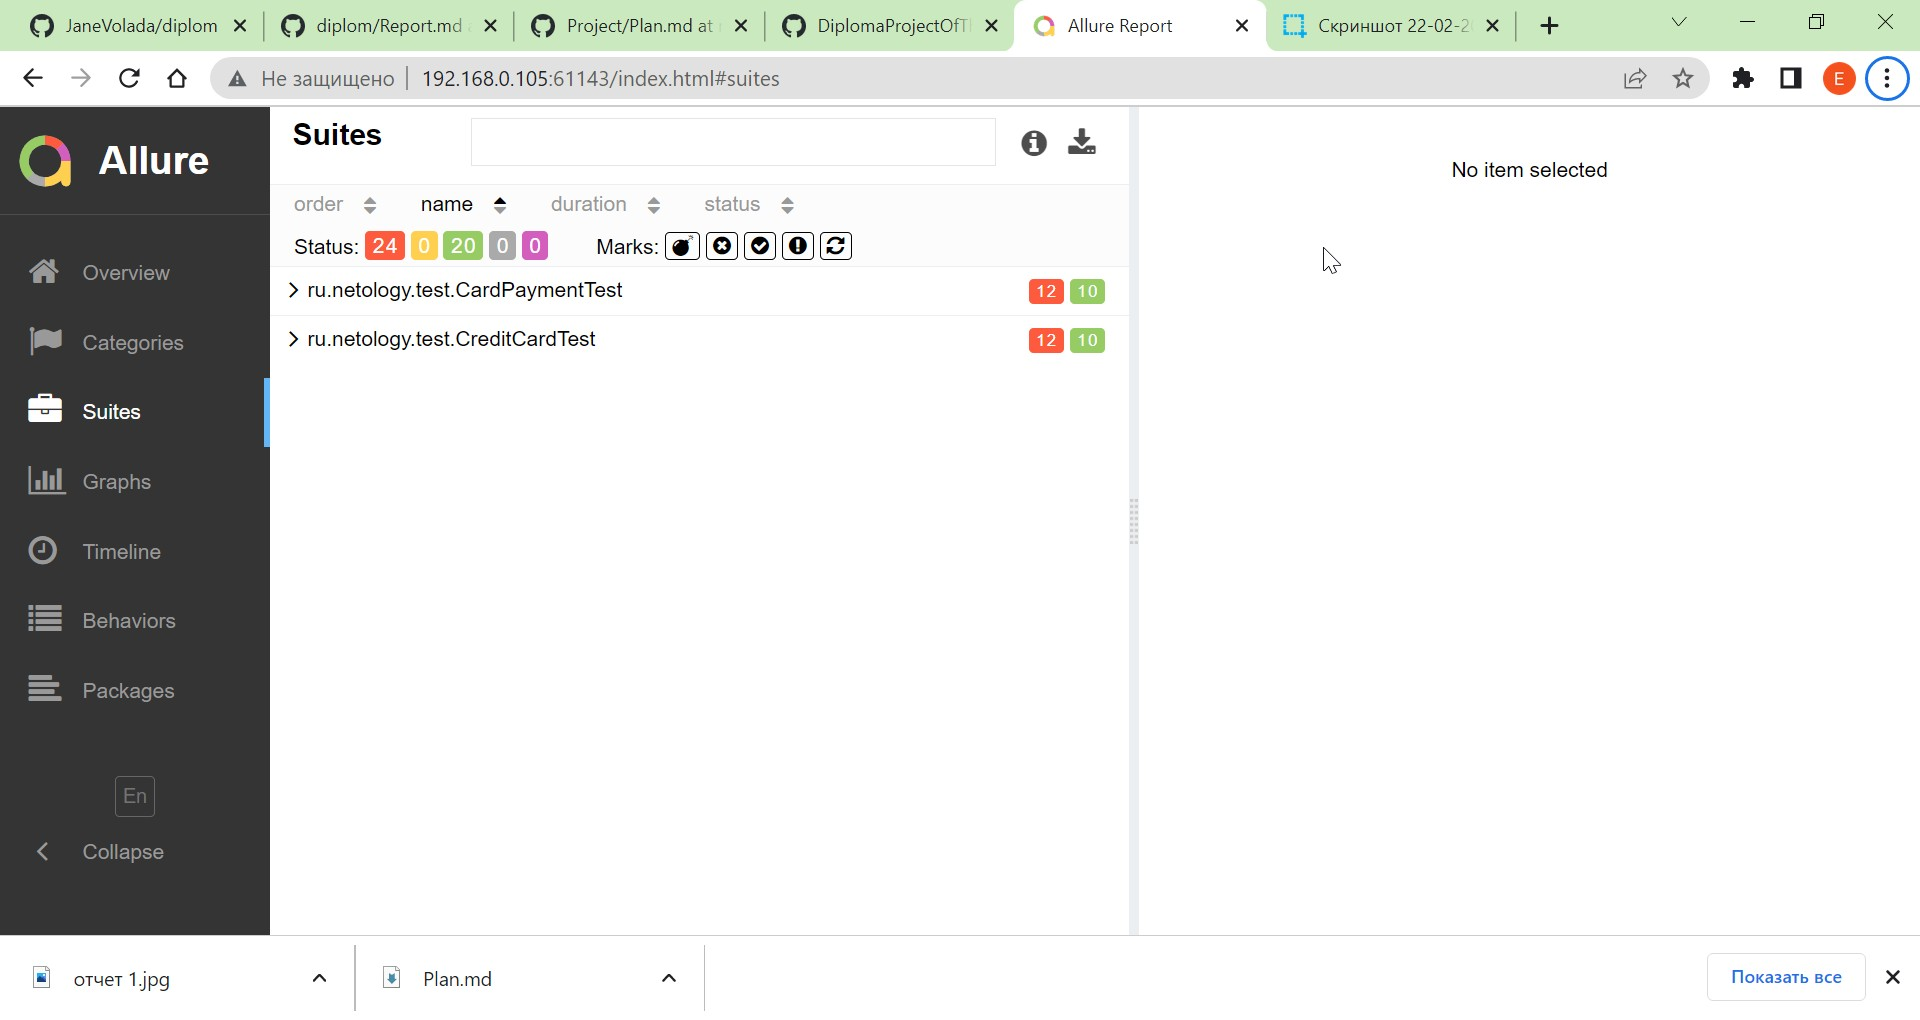 JaneVolada/diplom
diplom/Report.md
Project/Plan.md at
DiplomaProjectOfT
Allure Report
Скриншот 22-02-2
Не защищено
192.168.0.105:61143/index.html#suites
E
Allure
Overview
Categories
Suites
Graphs
Timeline
Behaviors
Packages
En
Collapse
Suites
order name duration status
Status: 24 0 20 0 0 Marks:
ru.netology.test.CardPaymentTest 12 10
ru.netology.test.CreditCardTest 12 10
No item selected
отчет 1.jpg
Plan.md
Показать все